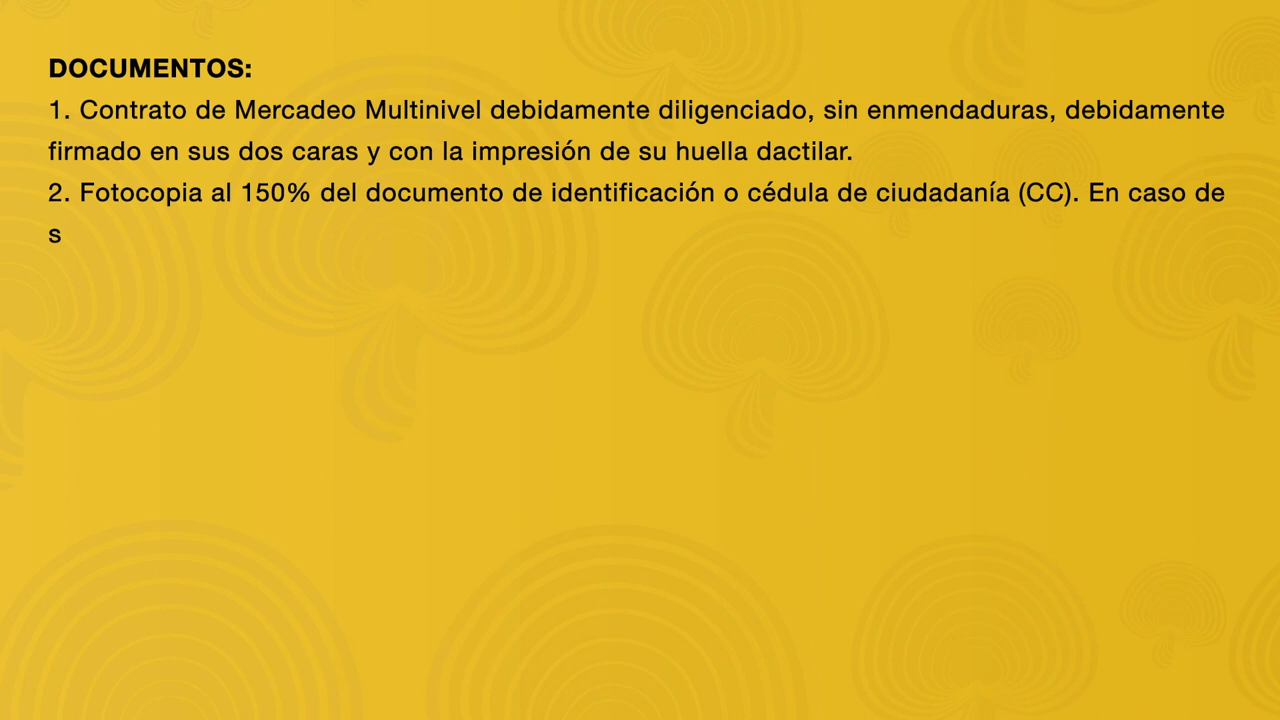 DOCUMENTOS:
1. Contrato de Mercadeo Multinivel debidamente diligenciado, sin enmendaduras, debidamente
firmado en sus dos caras y con la impresión de su huella dactilar.
2. Fotocopia al 150% del documento de identificación o cédula de ciudadanía (CC). En caso de
s